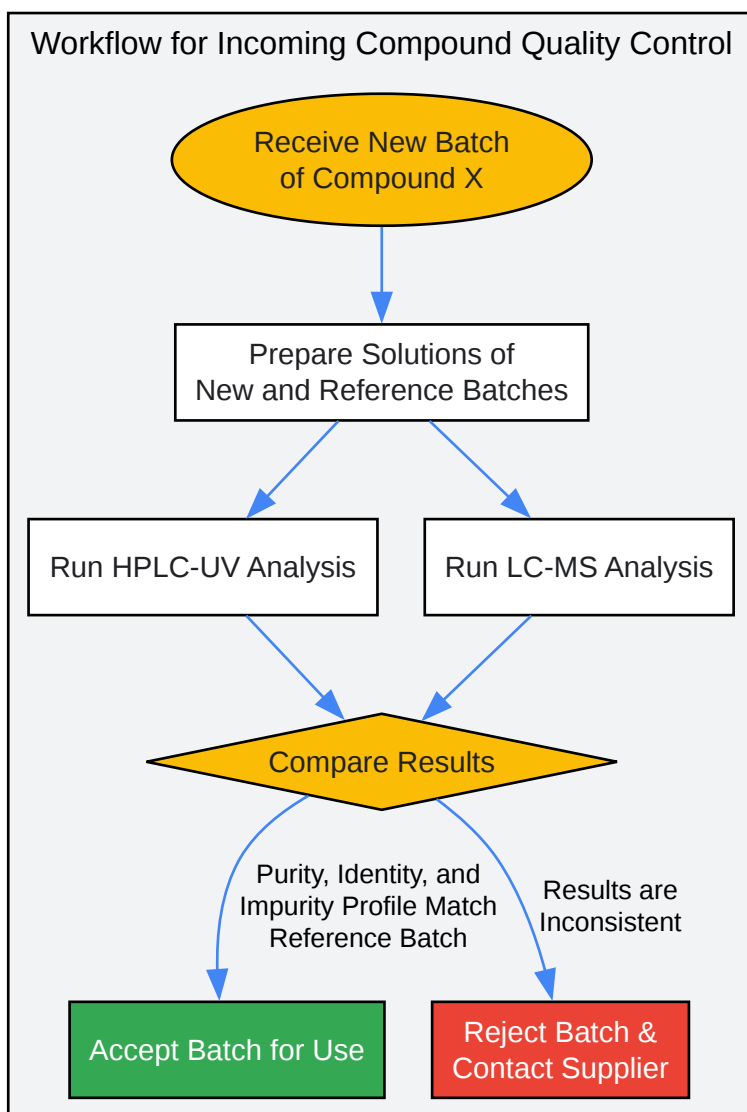 Workflow for Incoming Compound Quality Control
Receive New Batch
of Compound X
Prepare Solutions of
New and Reference Batches
Run HPLC-UV Analysis
Run LC-MS Analysis
Compare Results
Purity, Identity, and
Impurity Profile Match
Reference Batch
Results are
Inconsistent
Accept Batch for Use
Reject Batch &
Contact Supplier